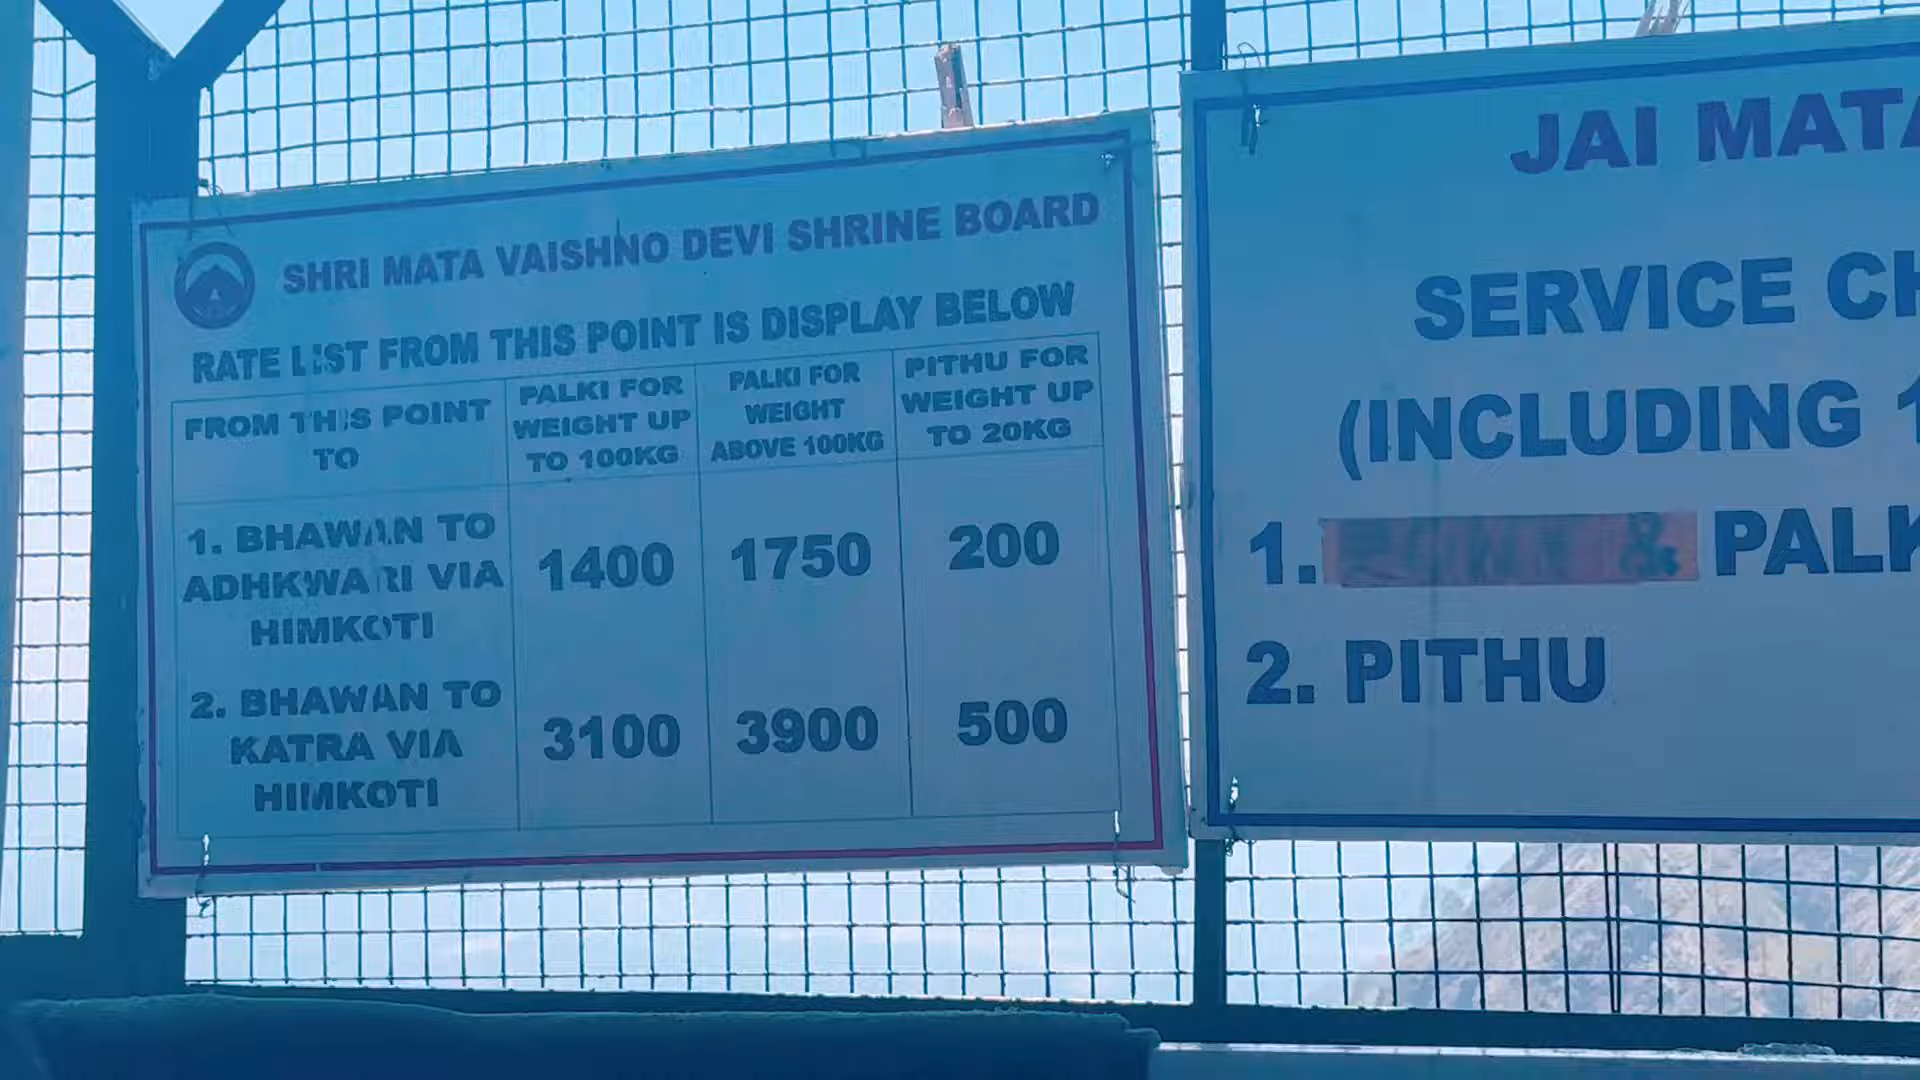 SHRI MATA VAISHNO DEVI SHRINE BOARD
RATE LIST FROM THIS POINT IS DISPLAY BELOW
FROM THIS POINT
TO
PALKI FOR
WEIGHT UP
TO 100KG
PALKI FOR
WEIGHT
ABOVE 100KG
PITHU FOR
WEIGHT UP
TO 20KG
1. BHAWAN TO
ADHKWARI VIA
HIMKOTI
1400
1750
200
2. BHAWAN TO
KATRA VIA
HIMKOTI
3100
3900
500
JAI MATA
SERVICE CH
(INCLUDING 1
1. & PALK
2. PITHU